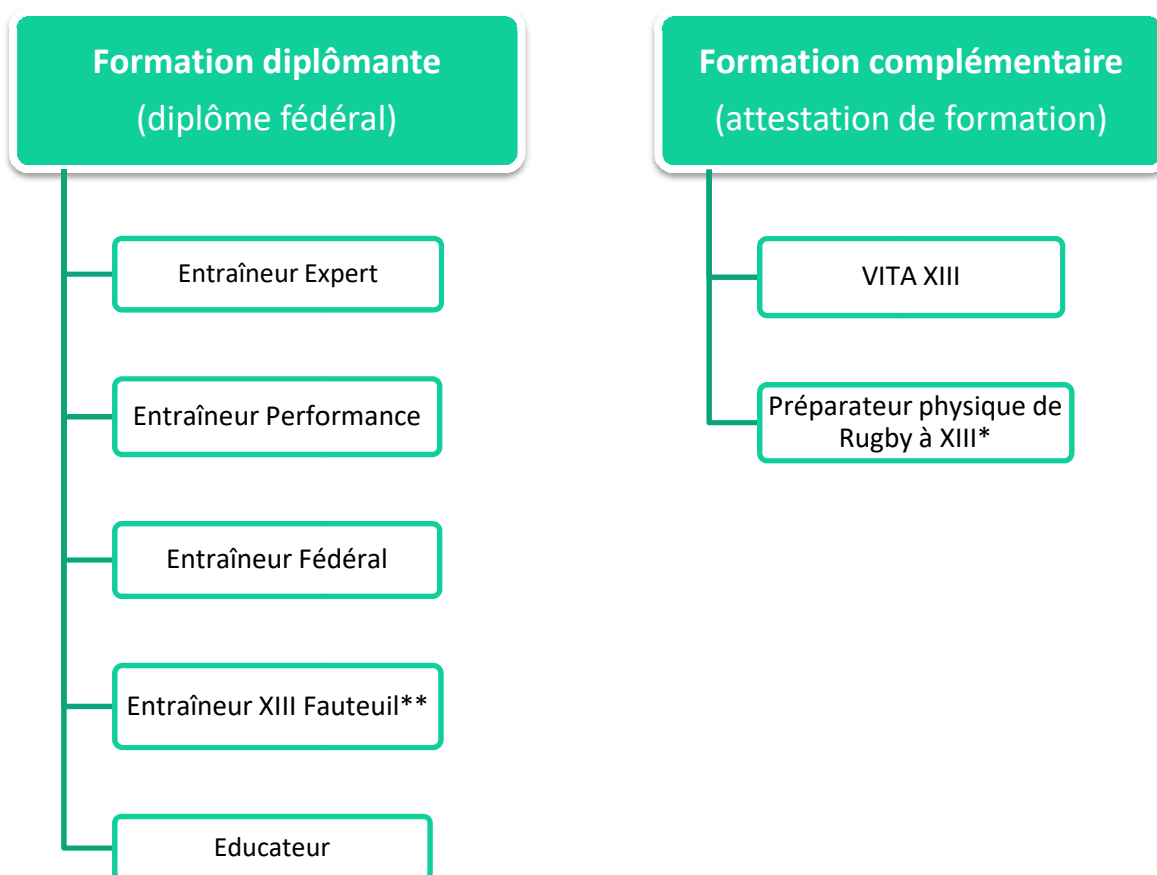 Formation diplômante
(diplôme fédéral)
Entraîneur Expert
Entraîneur Performance
Entraîneur Fédéral
Entraîneur XIII Fauteuil**
Educateur
Formation complémentaire
(attestation de formation)
VITA XIII
Préparateur physique de
Rugby à XIII*